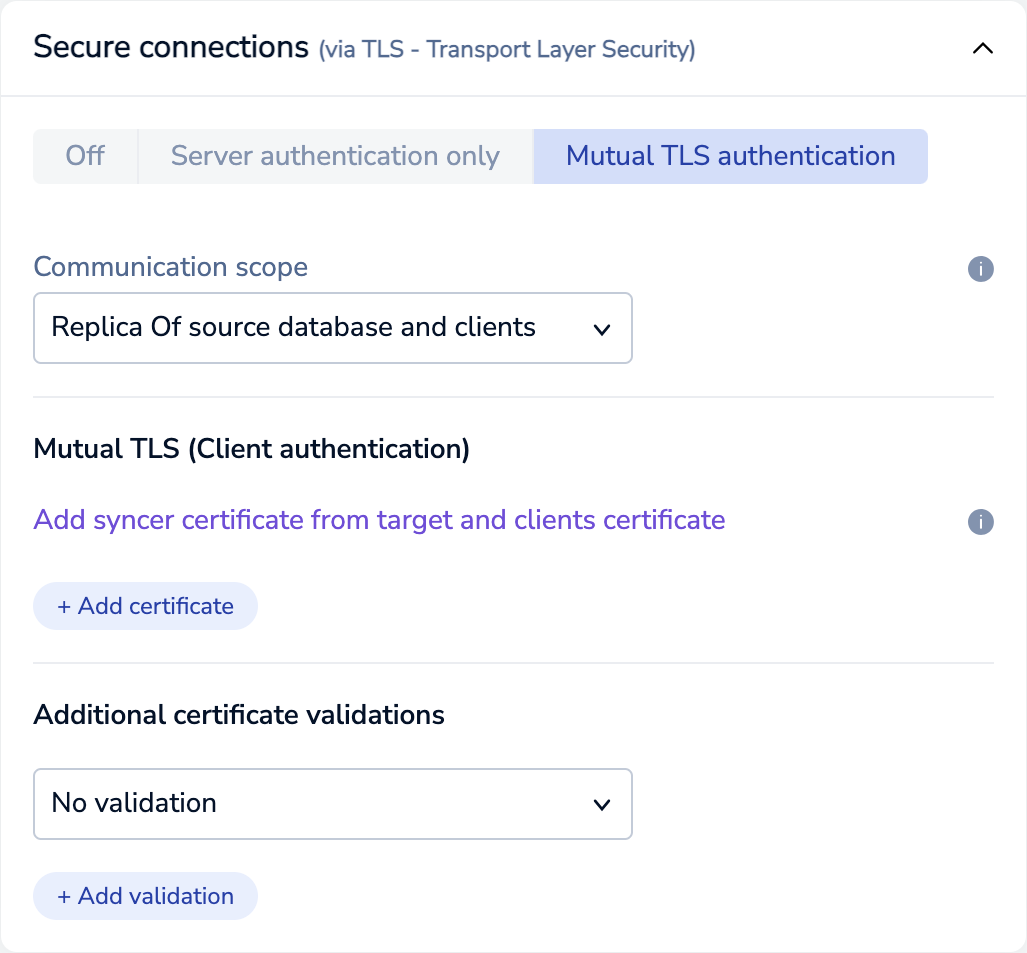 Secure connections (via TLS - Transport Layer Security)
Off Server authentication only Mutual TLS authentication
Communication scope
Replica Of source database and clients
Mutual TLS (Client authentication)
Add syncer certificate from target and clients certificate
+ Add certificate
Additional certificate validations
No validation
+ Add validation